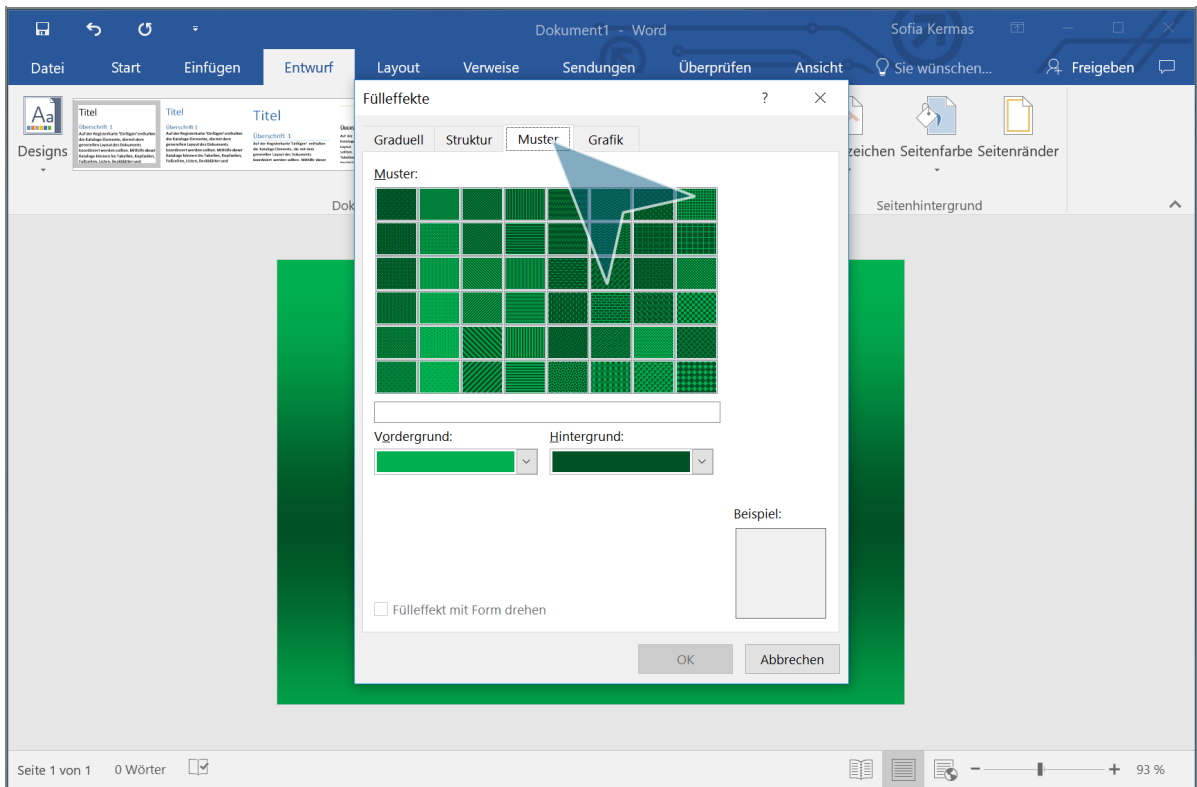 Dokument1 - Word
Sofia Kermas
Datei Start Einfügen Entwurf Layout Verweise Sendungen Überprüfen Ansicht Sie wünschen... Freigeben
Aa
Designs
Titel
Überschrift 1
Titel
Überschrift 1
Titel
Überschrift 1
Dok
zeichen Seitenfarbe Seitenränder
Seitenhintergrund
Fülleffekte ?
Graduell Struktur Muster Grafik
Muster:
Vordergrund: Hintergrund:
Beispiel:
Fülleffekt mit Form drehen
OK Abbrechen
Seite 1 von 1 0 Wörter 93 %